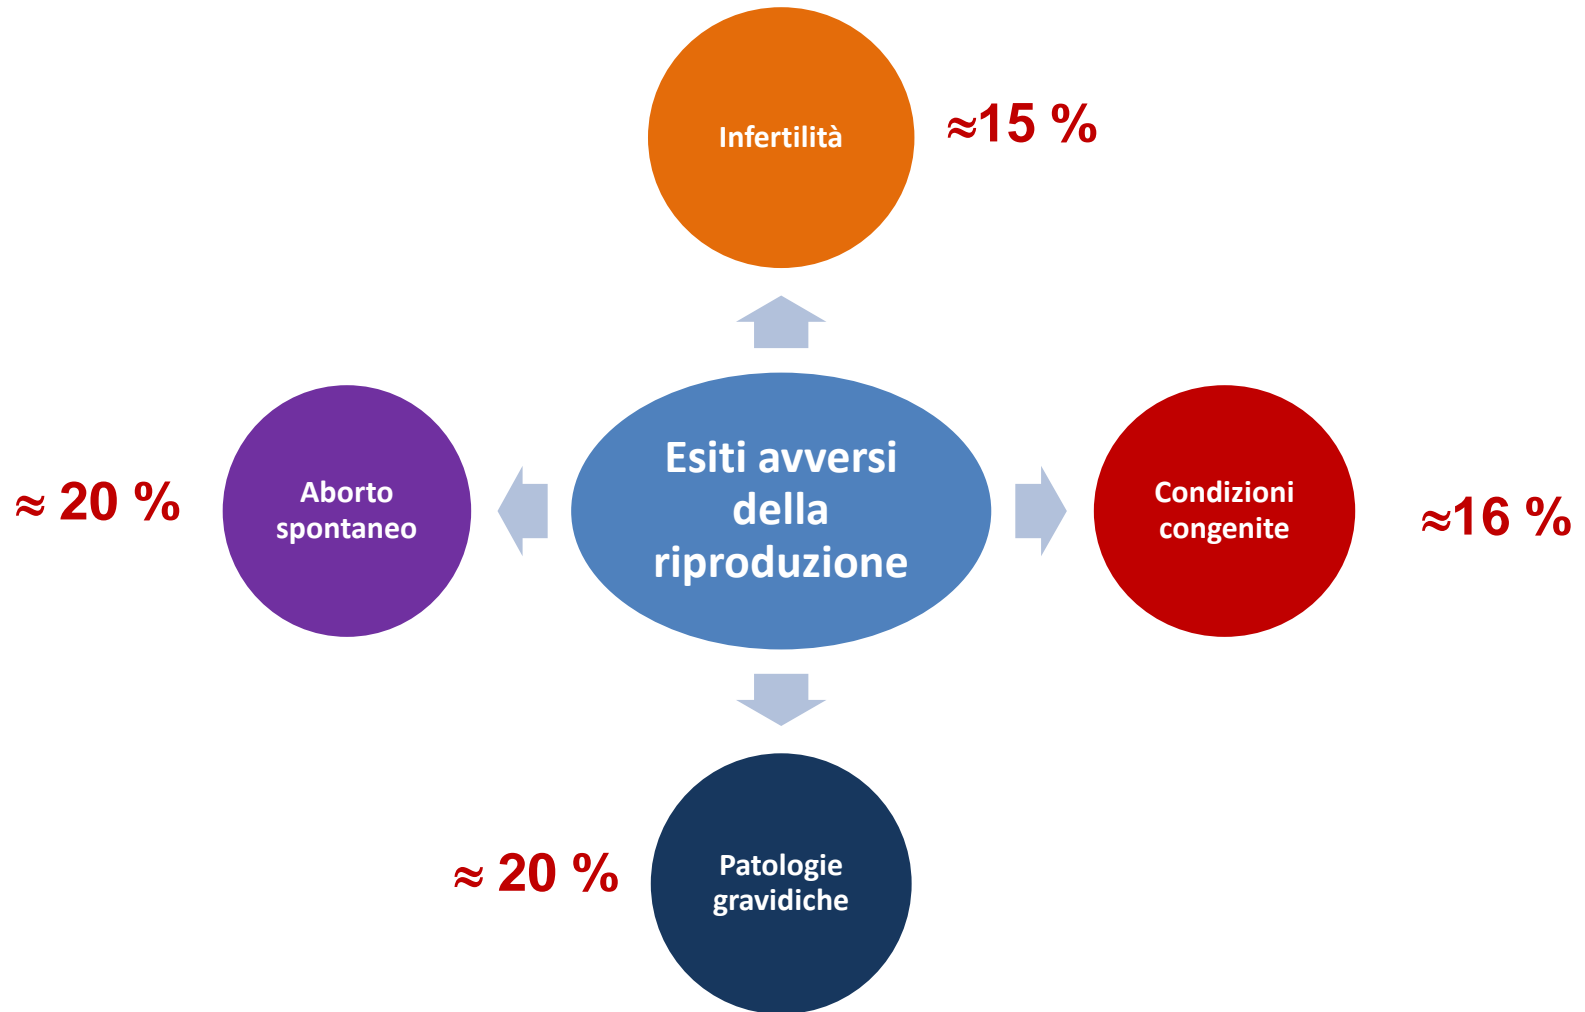 Infertilità
≈15 %
Esiti avversi
della
riproduzione
≈ 20 %
Aborto
spontaneo
Condizioni
congenite
≈16 %
≈ 20 %
Patologie
gravidiche